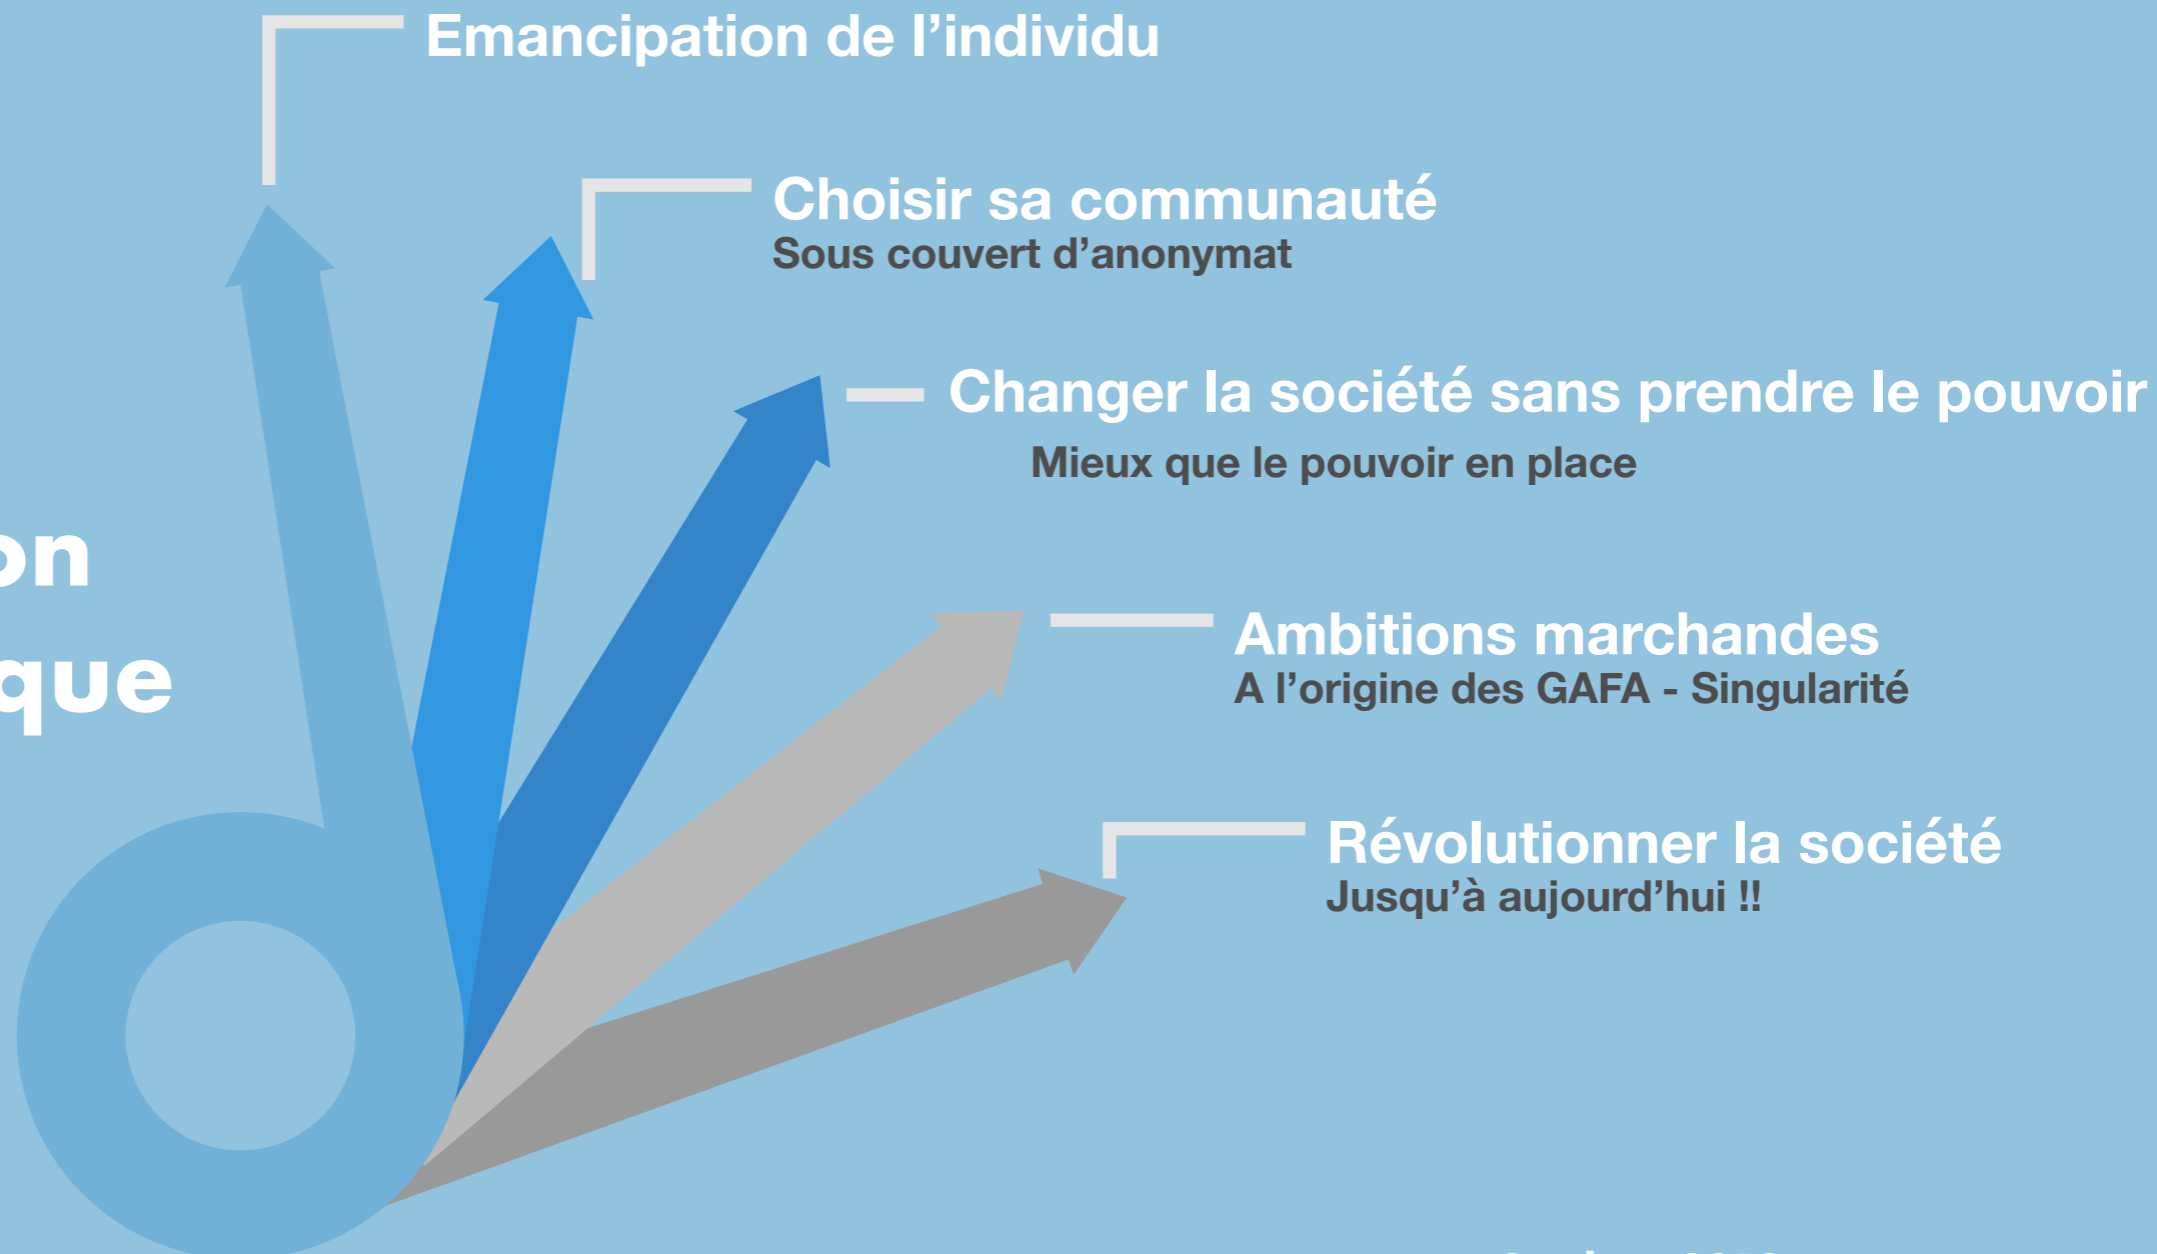 Emancipation de l’individu
Choisir sa communauté
Sous couvert d’anonymat
Changer la société sans prendre le pouvoir
Mieux que le pouvoir en place
on
que
Ambitions marchandes
A l’origine des GAFA - Singularité
Révolutionner la société
Jusqu’à aujourd’hui !!